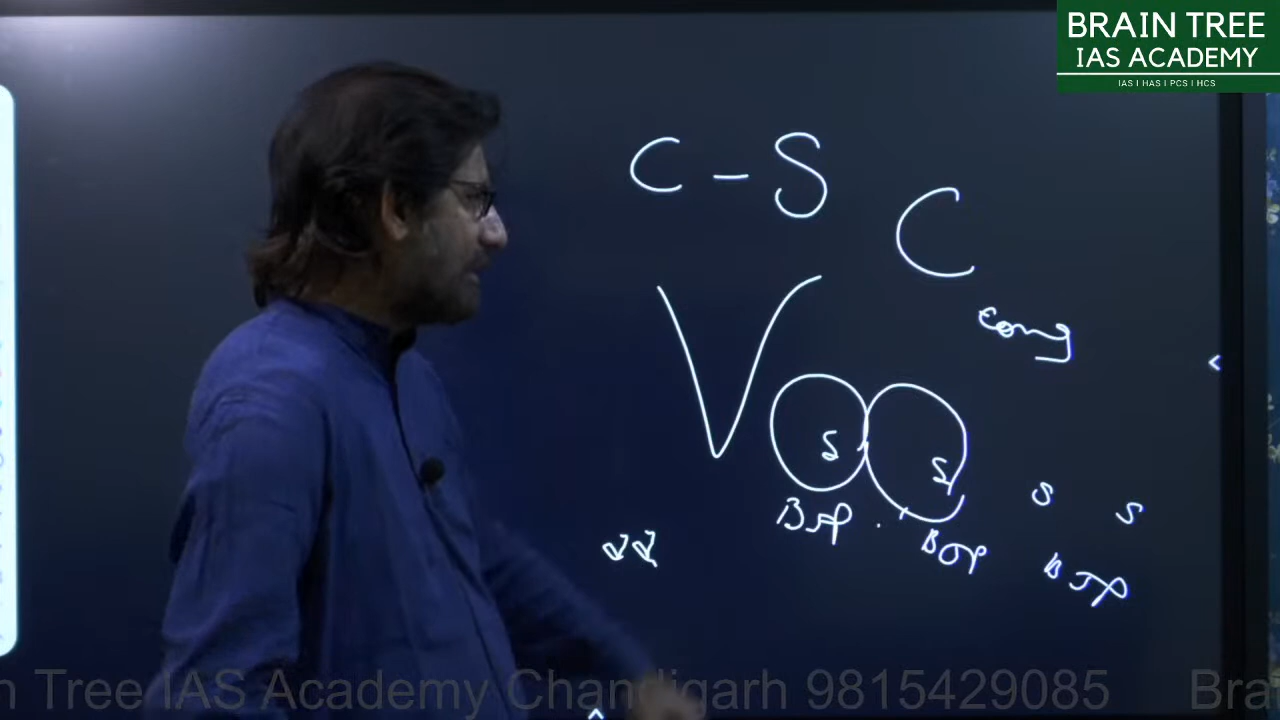 BRAIN TREE
IAS ACADEMY
IAS | HAS | PCS | HCS
C - S
C
Cong
V
S S S S
BJP BJP BJP
n Tree IAS Academy Chandigarh 9815429085 Bra